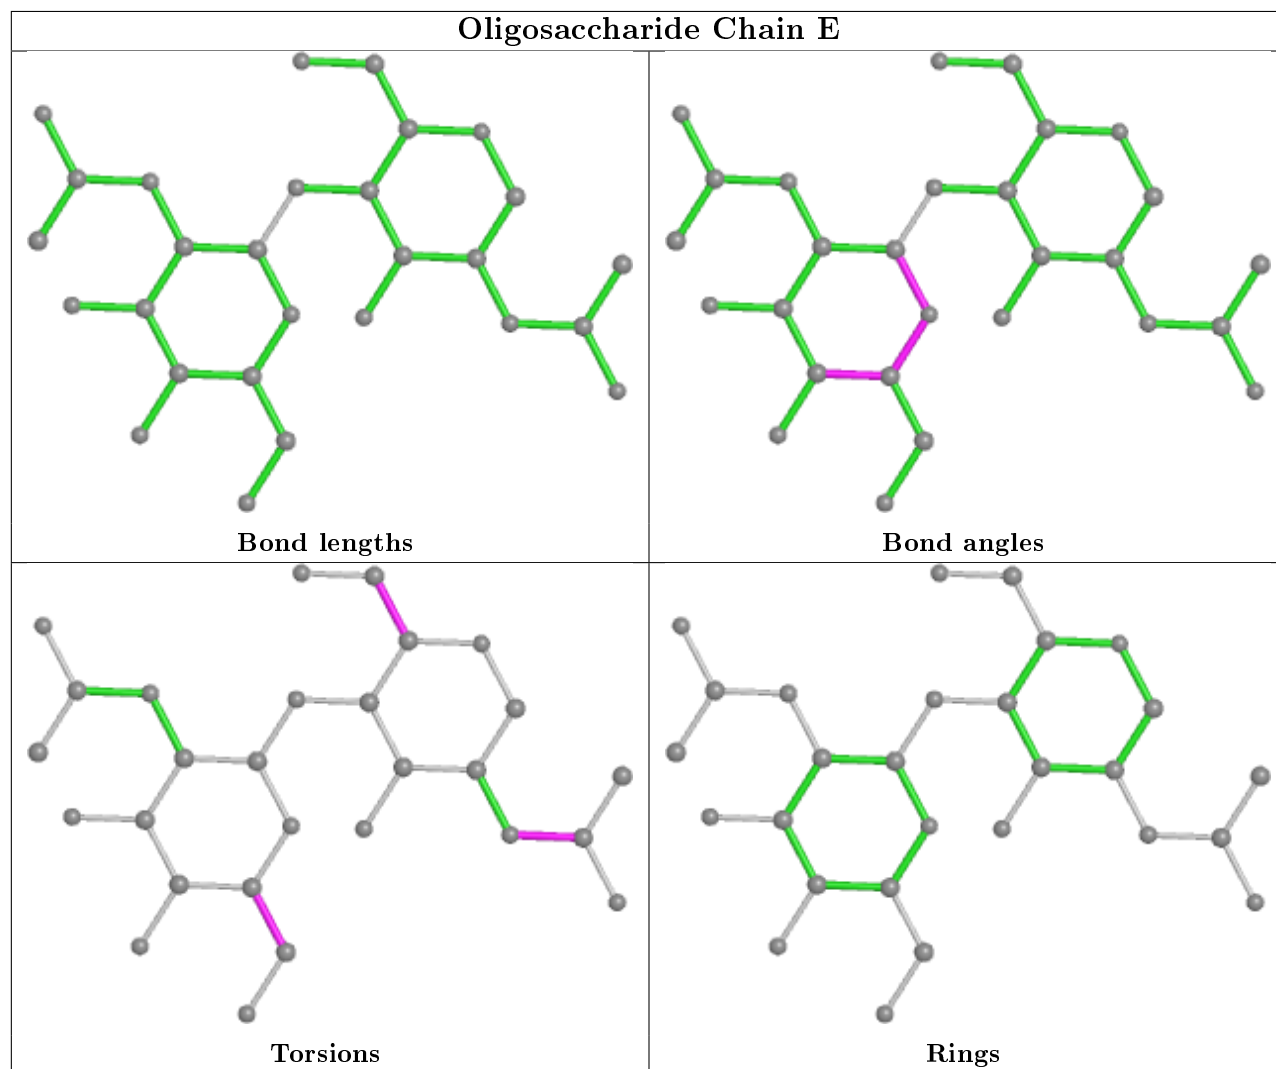 Oligosaccharide Chain E
Bond lengths
Bond angles
Torsions
Rings